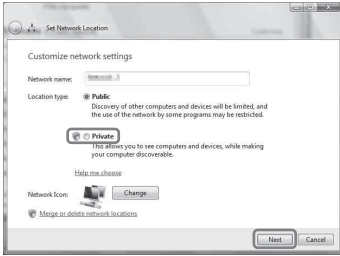 Set Network Location
Customize network settings
Network name:
Location type: Public
Discovery of other computers and devices will be limited, and
the use of the network by some programs may be restricted.
Private
This allows you to see computers and devices, while making
your computer discoverable.
Help me choose
Network Icon: Change
Merge or delete network locations
Next Cancel